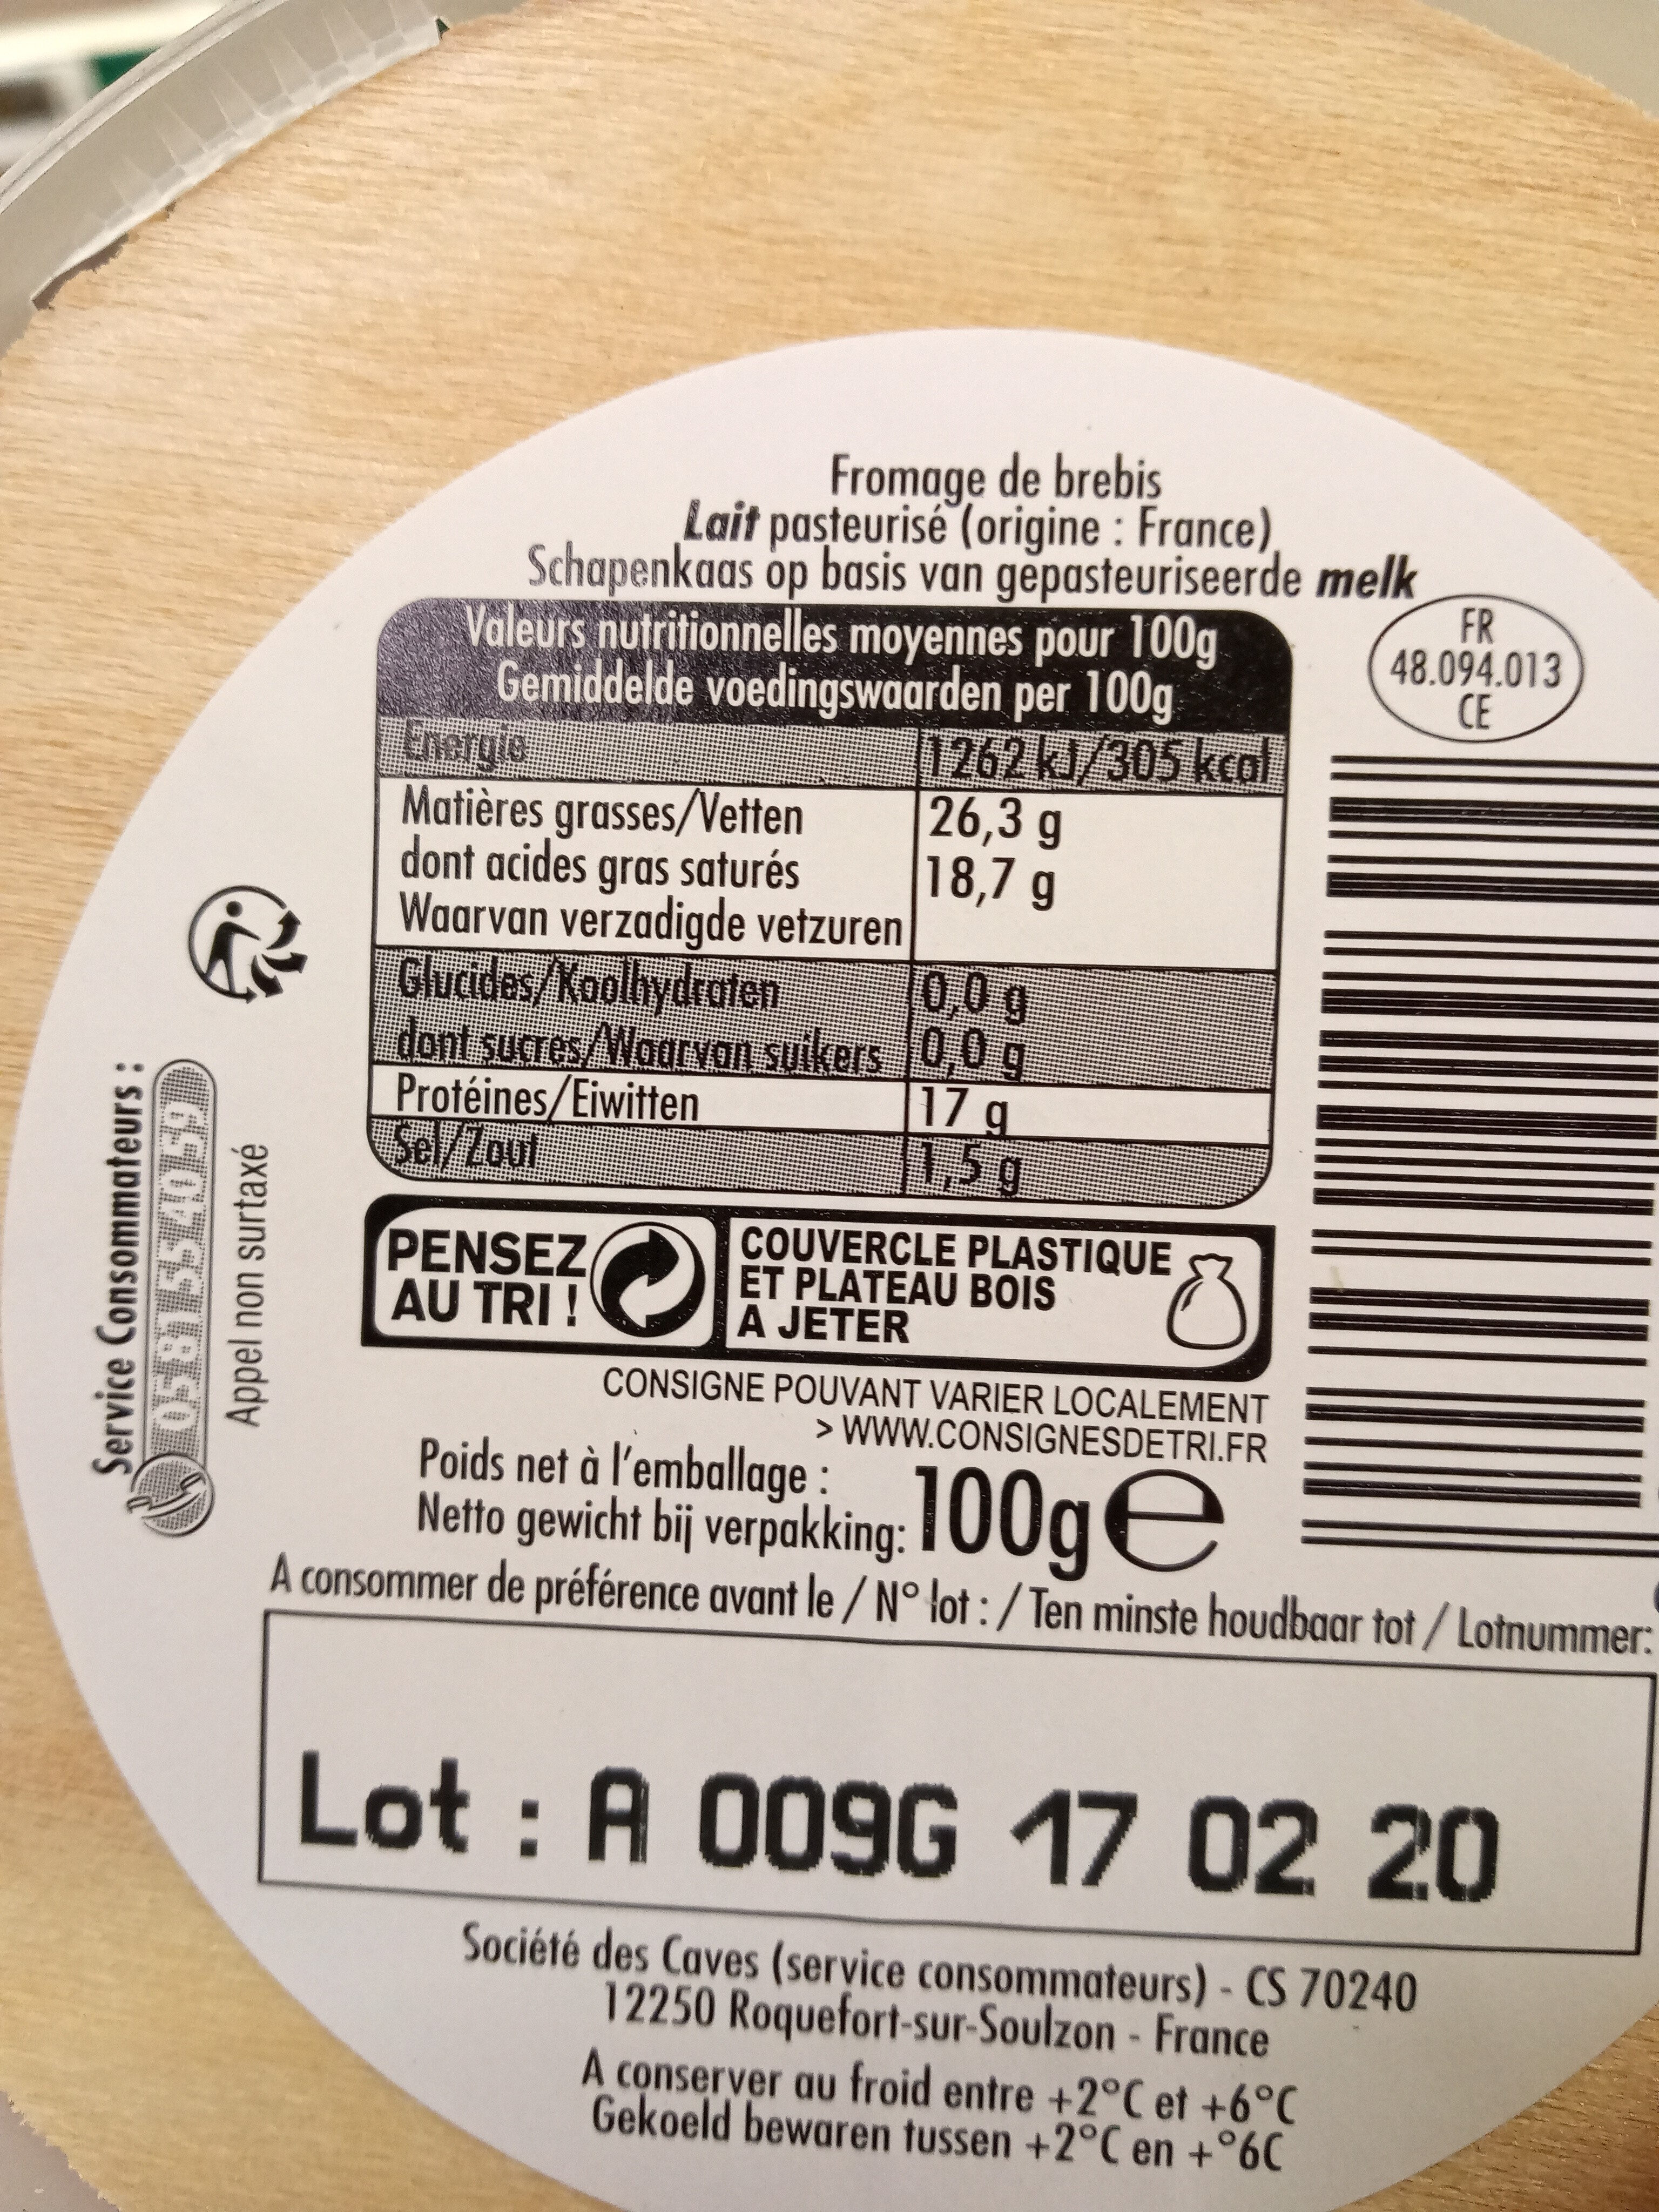 Fromage de brebis
Lait pasteurisé (origine : France)
Schapenkaas op basis van gepasteuriseerde melk
FR
48.094.013
CE
Valeurs nutritionnelles moyennes pour 100g
Gemiddelde voedingswaarden per 100g
Energie 1262 kJ/305 kcal
Matières grasses/Vetten 26,3 g
dont acides gras saturés 18,7 g
Waarvan verzadigde vetzuren
Glucides/Koolhydraten 0,0 g
dont sucres/Waarvan suikers 0,0 g
Protéines/Eiwitten 17 g
Sel/Zout 1,5 g
Service Consommateurs :
0581554059
Appel non surtaxé
PENSEZ
AU TRI !
COUVERCLE PLASTIQUE
ET PLATEAU BOIS
A JETER
CONSIGNE POUVANT VARIER LOCALEMENT
> WWW.CONSIGNESDETRI.FR
Poids net à l'emballage :
Netto gewicht bij verpakking: 100g e
A consommer de préférence avant le / N° lot : / Ten minste houdbaar tot / Lotnummer:
Lot : A 009G 17 02 20
Société des Caves (service consommateurs) - CS 70240
12250 Roquefort-sur-Soulzon - France
A conserver au froid entre +2°C et +6°C
Gekoeld bewaren tussen +2°C en +°6C